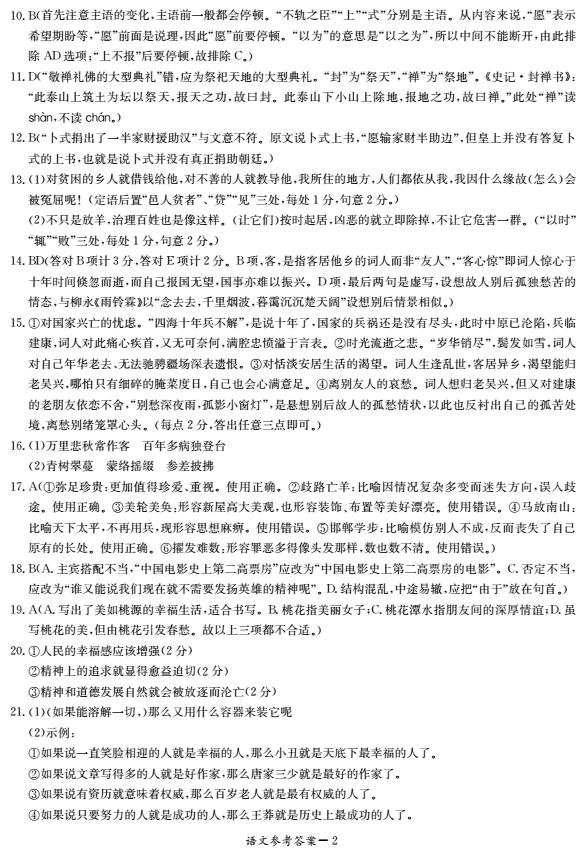 10. B(首先注意主语的变化,主语前一般都会停顿。“不轨之臣”“上”“式”分别是主语。从内容来说,“愿”表示
希望期盼等,“愿”前面是说理,因此“愿”前要停顿。“以为”的意思是“以之为”,所以中间不能断开,由此排
除 AD 选项;“上不报”后要停顿,故排除 C。)
11. D(“敬禅礼佛的大型典礼”错,应为祭祀天地的大型典礼。“封”为“祭天”,“禅”为“祭地”。《史记·封禅书》:
“此泰山上筑土为坛以祭天,报天之功,故曰封。此泰山下小山上除地,报地之功,故曰禅。”此处“禅”读
shàn,不读 chán。)
12. B(“卜式捐出了一半家财援助汉”与文意不符。原文说卜式上书,“愿输家财半助边”,但皇上并没有答复卜
式的上书,也就是说卜式并没有真正捐助朝廷。)
13. (1)对贫困的乡人就借钱给他,对不善的人就教导他,我所住的地方,人们都依从我,我因什么缘故(怎么)会
被冤屈呢!(定语后置“邑人贫者”、“贷”“见”三处,每处 1 分,句意 2 分。)
(2)不只是放羊,治理百姓也是像这样。(让它们)按时起居,凶恶的就立即除掉,不让它危害一群。(“以时”
“辄”“败”三处,每处 1 分,句意 2 分。)
14. BD(答对 B 项计 3 分,答对 E 项计 2 分。B 项,客,是指客居他乡的词人而非“友人”,“客心惊”即词人惊心于
十年时间倏忽而逝,而自己报国无望,国事亦难以振兴。D 项,最后两句是虚写,设想故人别后孤独愁苦的
情态,与柳永《雨铃霖》以“念去去,千里烟波,暮霭沉沉楚天阔”设想别后情景相似。)
15. ①对国家兴亡的忧虑。“四海十年兵不解”,是说十年了,国家的兵祸还是没有尽头,此时中原已沦陷,兵临
建康,词人对此痛心疾首,又无可奈何,满腔忠愤溢于言表。②时光流逝之悲。“岁华销尽”,鬓发如雪,词人
对自己年华老去、无法驰骋疆场深表遗恨。③对恬淡安居生活的渴望。词人生逢乱世,客居异乡,渴望能归
老吴兴,哪怕只有细碎的腌菜度日,自己也会心满意足。④离别友人的哀愁。词人想归老吴兴,但又对建康
的老朋友依恋不舍,“别愁深夜雨,孤影小窗灯”,是悬想别后故人的孤愁情状,以此也反衬出自己的孤苦处
境,离愁别绪笼罩心头。(每点 2 分,答出任意三点即可。)
16. (1)万里悲秋常作客　百年多病独登台
(2)青树翠蔓　蒙络摇缀　参差披拂
17. A(①弥足珍贵:更加值得珍爱、重视。使用正确。②歧路亡羊:比喻因情况复杂多变而迷失方向,误入歧
途。使用正确。③美轮美奂:形容新屋高大美观,也形容装饰、布置等美好漂亮。使用错误。④马放南山:
比喻天下太平,不再用兵,现形容思想麻痹。使用错误。⑤邯郸学步:比喻模仿别人不成,反而丧失了自己
原有的长处。使用正确。⑥擢发难数:形容罪恶多得像头发那样,数也数不清。使用错误。)
18. B(A. 主宾搭配不当,“中国电影史上第二高票房”应改为“中国电影史上第二高票房的电影”。C. 否定不当,
应改为“谁又能说我们现在就不需要发扬英雄的精神呢”。D. 结构混乱,中途易辙,应把“由于”放在句首。)
19. A(A. 写出了美如桃源的幸福生活,适合书写。B. 桃花指美丽女子;C. 桃花潭水指朋友间的深厚情谊;D. 虽
写桃花的美,但由桃花引发春愁。故以上三项都不合适。)
20. ①人民的幸福感应该增强(2 分)
②精神上的追求就显得愈益迫切(2 分)
③精神和道德发展自然就会被放逐而沦亡(2 分)
21. (1)(如果能溶解一切,)那么又用什么容器来装它呢
(2)示例:
①如果说一直笑脸相迎的人就是幸福的人,那么小丑就是天底下最幸福的人了。
②如果说文章写得多的人就是好作家,那么唐家三少就是最好的作家了。
③如果说有资历就意味着权威,那么百岁老人就是最有权威的人了。
④如果说只要努力的人就是成功的人,那么王莽就是历史上最成功的人了。
语文参考答案－2